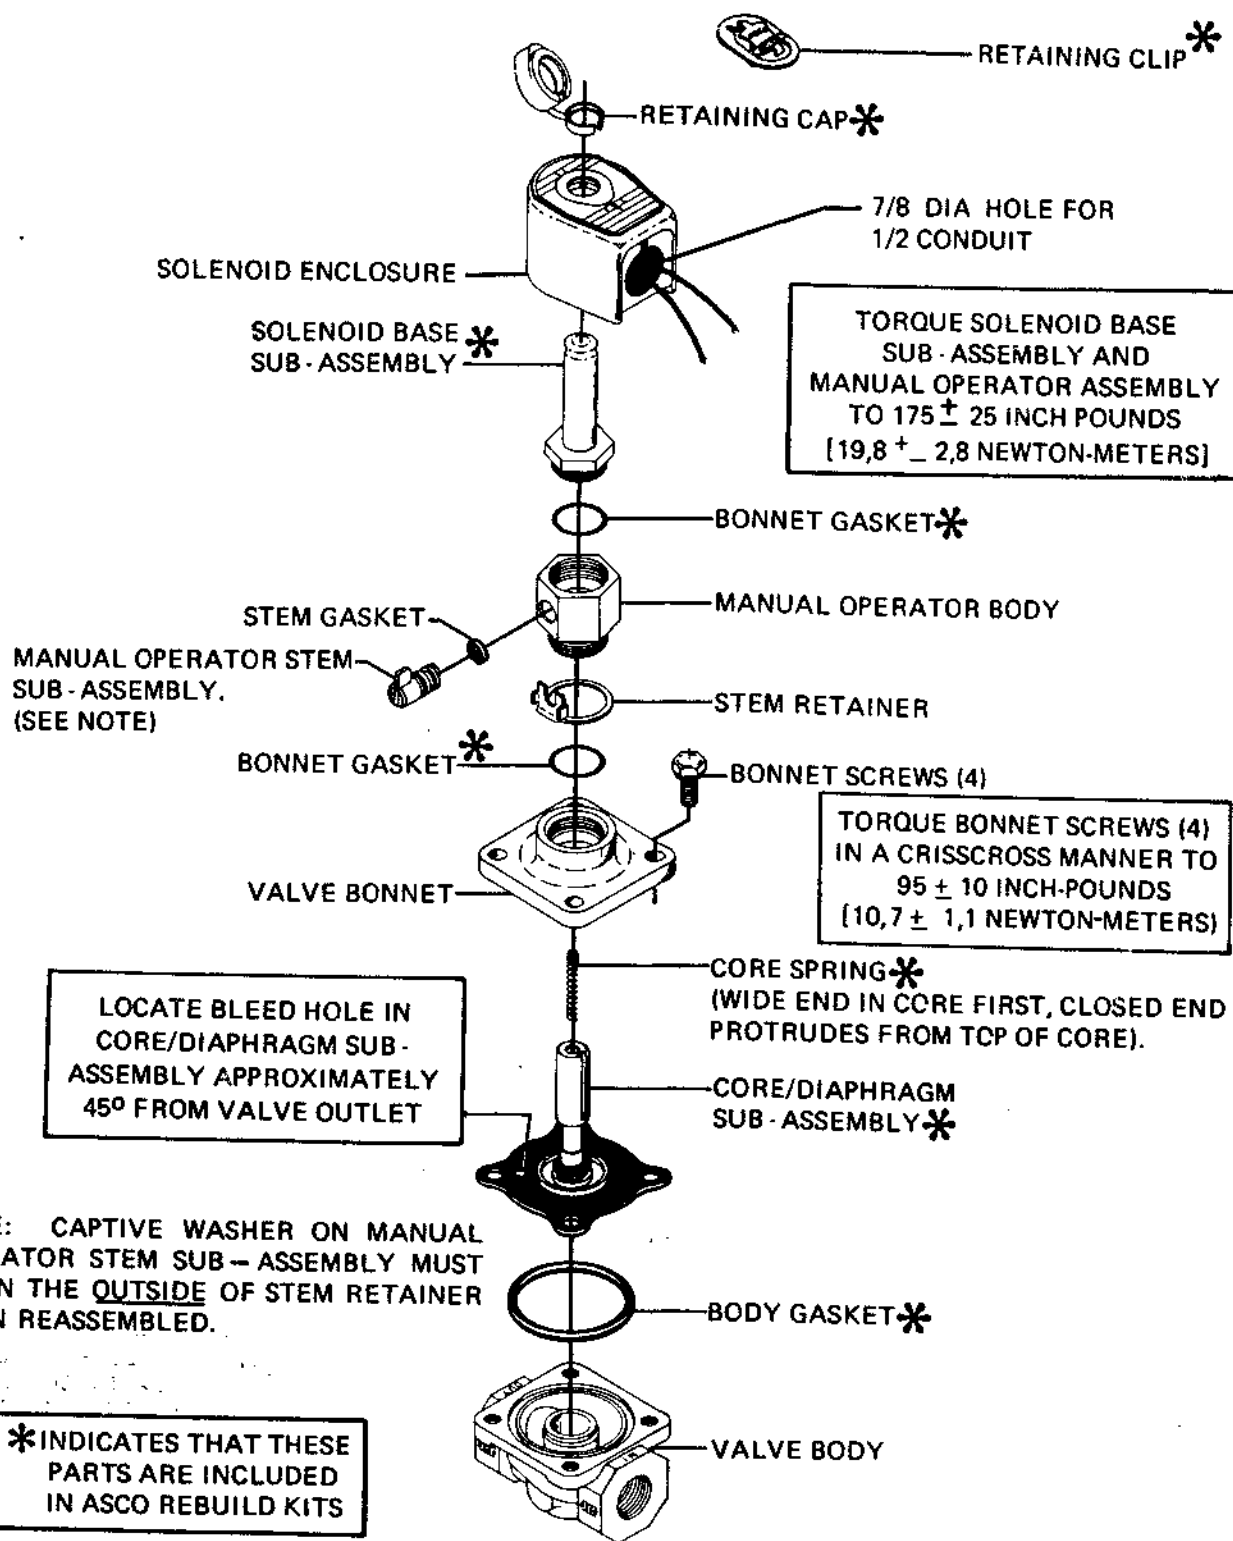 RETAINING CLIP*
RETAINING CAP*
7/8 DIA HOLE FOR
1/2 CONDUIT
SOLENOID ENCLOSURE
SOLENOID BASE *
SUB-ASSEMBLY
TORQUE SOLENOID BASE
SUB-ASSEMBLY AND
MANUAL OPERATOR ASSEMBLY
TO 175 ± 25 INCH POUNDS
[19,8 +_ 2,8 NEWTON-METERS]
BONNET GASKET*
MANUAL OPERATOR BODY
STEM GASKET
MANUAL OPERATOR STEM
SUB-ASSEMBLY.
(SEE NOTE)
STEM RETAINER
BONNET GASKET*
BONNET SCREWS (4)
TORQUE BONNET SCREWS (4)
IN A CRISSCROSS MANNER TO
95 ± 10 INCH-POUNDS
[10,7 ± 1,1 NEWTON-METERS)
VALVE BONNET
CORE SPRING*
(WIDE END IN CORE FIRST, CLOSED END
PROTRUDES FROM TOP OF CORE).
LOCATE BLEED HOLE IN
CORE/DIAPHRAGM SUB-
ASSEMBLY APPROXIMATELY
45º FROM VALVE OUTLET
CORE/DIAPHRAGM
SUB-ASSEMBLY*
E: CAPTIVE WASHER ON MANUAL
ATOR STEM SUB–ASSEMBLY MUST
N THE OUTSIDE OF STEM RETAINER
N REASSEMBLED.
BODY GASKET*
VALVE BODY
*INDICATES THAT THESE
PARTS ARE INCLUDED
IN ASCO REBUILD KITS